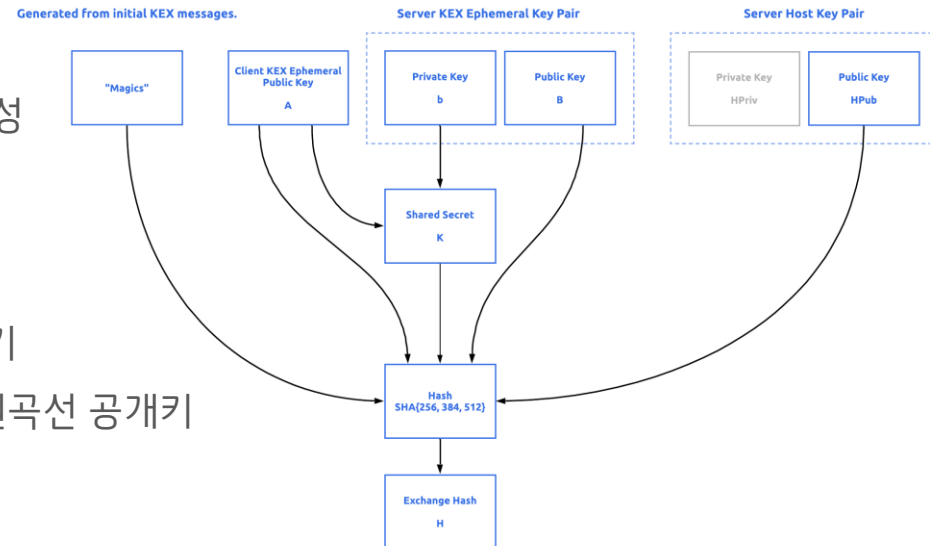 Generated from initial KEX messages.
Server KEX Ephemeral Key Pair
Server Host Key Pair
"Magics"
Client KEX Ephemeral
Public Key
A
Private Key
b
Public Key
B
Private Key
HPriv
Public Key
HPub
성
Shared Secret
K
기
곡선 공개키
Hash
SHA{256, 384, 512}
Exchange Hash
H